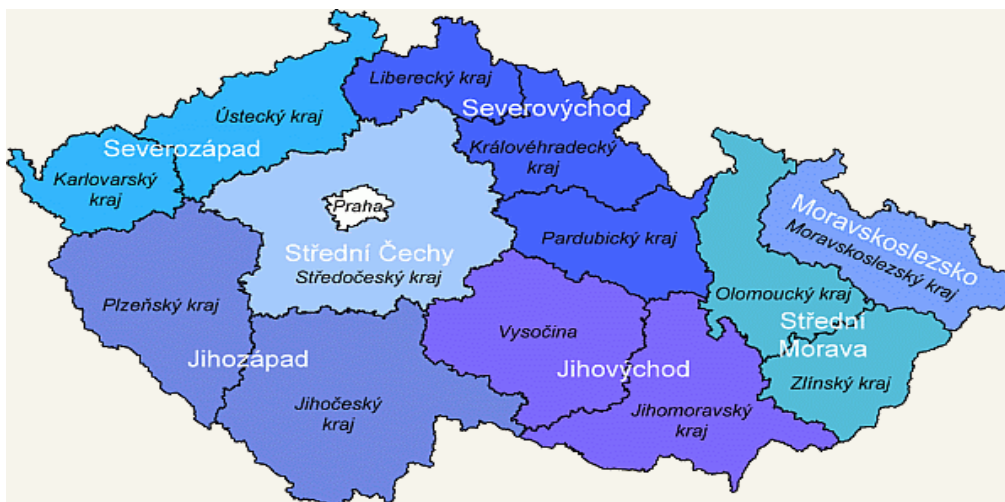 Liberecký kraj
Severovýchod
Ústecký kraj
Severozápad
Královéhradecký
kraj
Karlovarský
kraj
Praha
Moravskoslezsko
Moravskoslezský kraj
Pardubický kraj
Střední Čechy
Středočeský kraj
Plzeňský kraj
Olomoucký kraj
Střední
Morava
Vysočina
Jihozápad
Jihovýchod
Zlínský kraj
Jihočeský
kraj
Jihomoravský
kraj